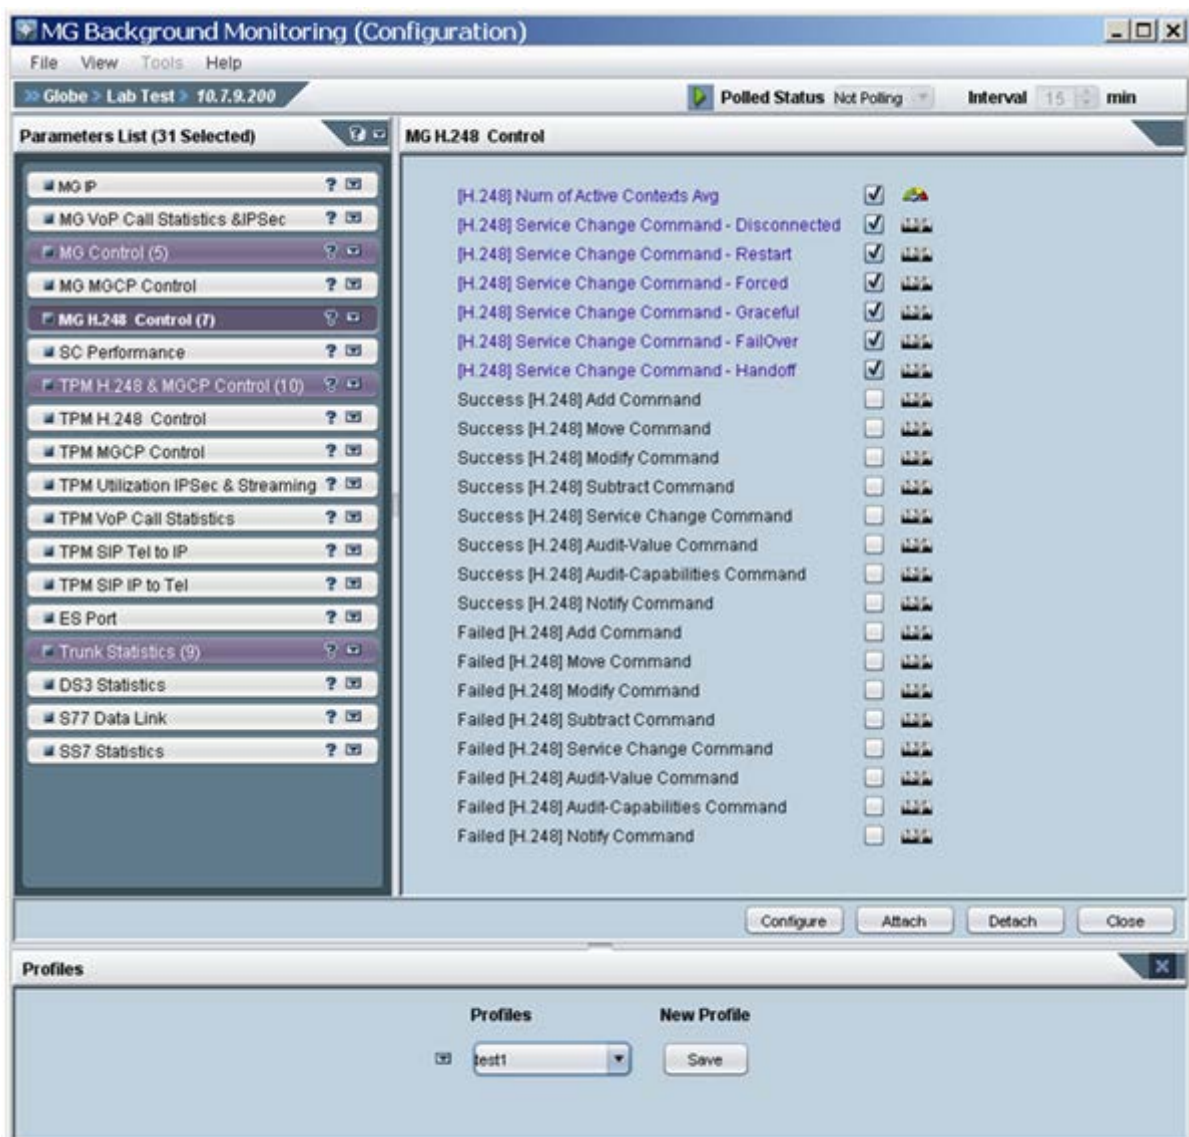 MG Background Monitoring (Configuration)
File View Tools Help
Globe > Lab Test > 10.7.9.200
Polled Status Not Polling Interval 15 min
Parameters List (31 Selected)
MG IP
MG VoP Call Statistics &IPSec
MG Control (5)
MG MGCP Control
MG H.248 Control (7)
SC Performance
TPM H.248 & MGCP Control (10)
TPM H.248 Control
TPM MGCP Control
TPM Utilization IPSec & Streaming
TPM VoP Call Statistics
TPM SIP Tel to IP
TPM SIP IP to Tel
ES Port
Trunk Statistics (9)
DS3 Statistics
S77 Data Link
SS7 Statistics
MG H.248 Control
[H.248] Num of Active Contexts Avg
[H.248] Service Change Command - Disconnected
[H.248] Service Change Command - Restart
[H.248] Service Change Command - Forced
[H.248] Service Change Command - Graceful
[H.248] Service Change Command - FailOver
[H.248] Service Change Command - Handoff
Success [H.248] Add Command
Success [H.248] Move Command
Success [H.248] Modify Command
Success [H.248] Subtract Command
Success [H.248] Service Change Command
Success [H.248] Audit-Value Command
Success [H.248] Audit-Capabilities Command
Success [H.248] Notify Command
Failed [H.248] Add Command
Failed [H.248] Move Command
Failed [H.248] Modify Command
Failed [H.248] Subtract Command
Failed [H.248] Service Change Command
Failed [H.248] Audit-Value Command
Failed [H.248] Audit-Capabilities Command
Failed [H.248] Notify Command
Configure Attach Detach Close
Profiles
Profiles New Profile
test1 Save